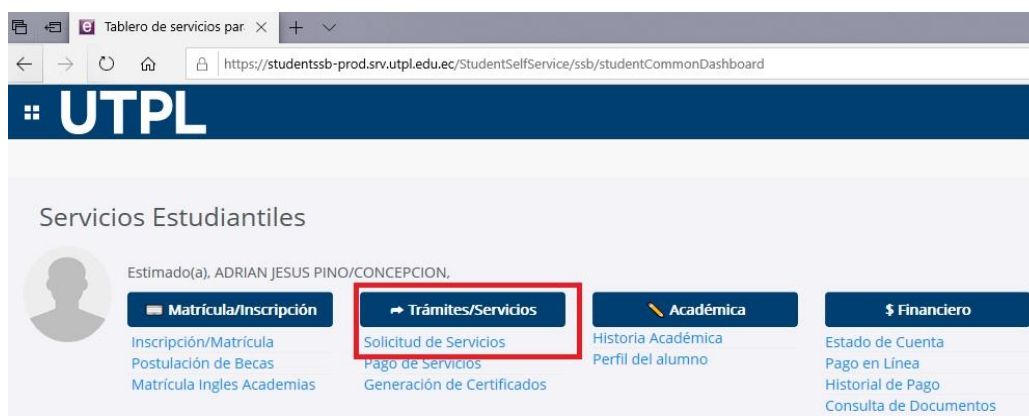 Tablero de servicios par
https://studentssb-prod.srv.utpl.edu.ec/StudentSelfService/ssb/studentCommonDashboard
UTPL
Servicios Estudiantiles
Estimado(a), ADRIAN JESUS PINO/CONCEPCION,
Matrícula/Inscripción
Inscripción/Matrícula
Postulación de Becas
Matrícula Ingles Academias
Trámites/Servicios
Solicitud de Servicios
Pago de Servicios
Generación de Certificados
Académica
Historia Académica
Perfil del alumno
$ Financiero
Estado de Cuenta
Pago en Línea
Historial de Pago
Consulta de Documentos